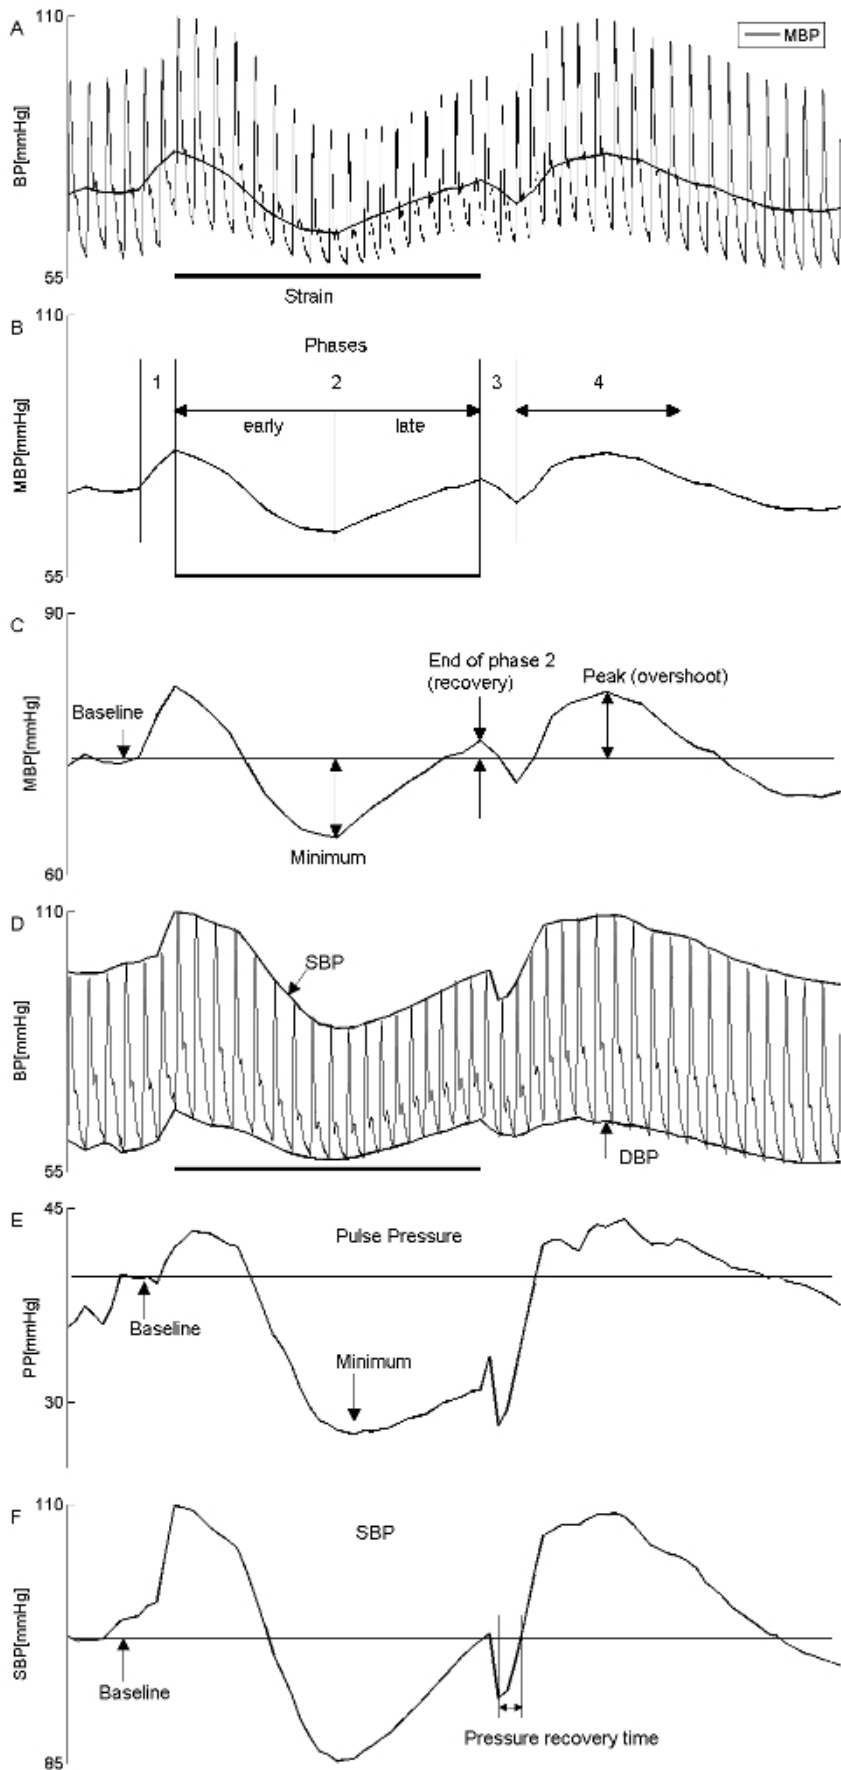 A
110
MBP
BP[mmHg]
55
Strain
B
110
Phases
1
2
3
4
early
late
MBP[mmHg]
55
C
90
End of phase 2
(recovery)
Peak (overshoot)
Baseline
MBP[mmHg]
Minimum
60
D
110
SBP
BP[mmHg]
DBP
55
E
45
Pulse Pressure
Baseline
PP[mmHg]
Minimum
30
F
110
SBP
SBP[mmHg]
Baseline
Pressure recovery time
85